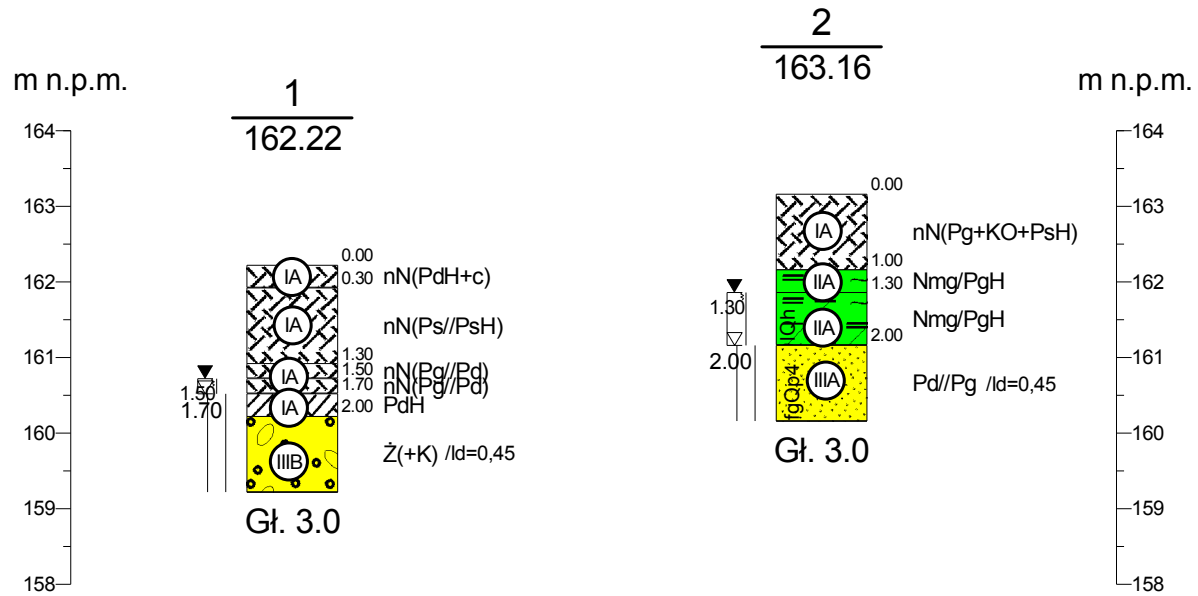 2
163.16
m n.p.m.
m n.p.m.
1
162.22
164
163
162
161
160
159
158
0.00
IA
0.30
nN(PdH+c)
IA
nN(Ps//PsH)
1.30
1.50
IA
nN(Pg//Pd)
1.70
nN(Pg//Pd)
IA
2.00
PdH
1.50
1.70
IIIB
Ż(+K) /Id=0,45
Gł. 3.0
0.00
IA
nN(Pg+KO+PsH)
1.00
IIA
1.30
Nmg/PgH
IIA
Nmg/PgH
2.00
lQh
1.30
2.00
fgQp4
IIIA
Pd//Pg /Id=0,45
Gł. 3.0
164
163
162
161
160
159
158